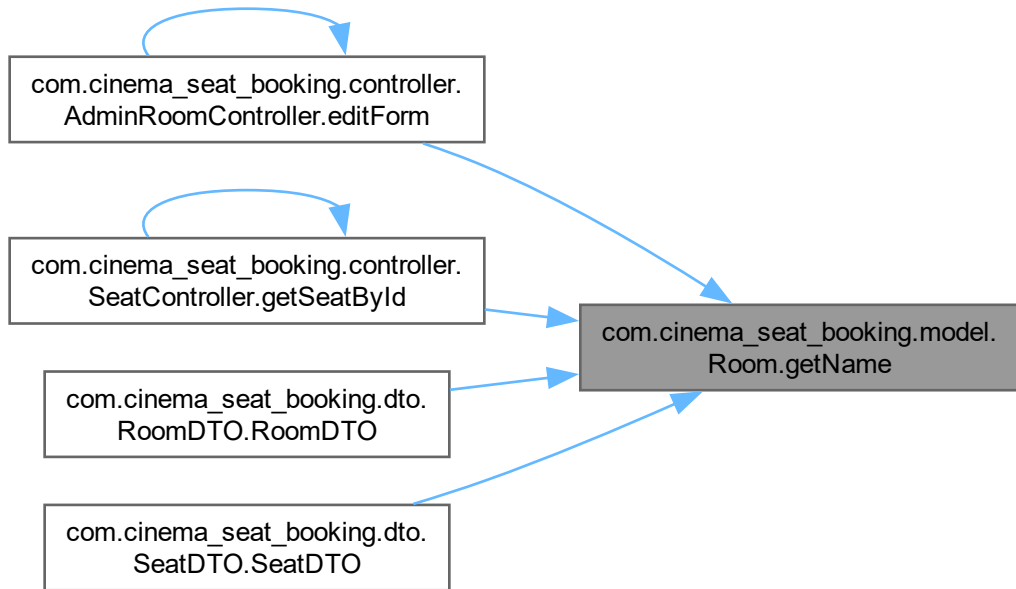 com.cinema_seat_booking.controller.
AdminRoomController.editForm
com.cinema_seat_booking.controller.
SeatController.getSeatById
com.cinema_seat_booking.model.
Room.getName
com.cinema_seat_booking.dto.
RoomDTO.RoomDTO
com.cinema_seat_booking.dto.
SeatDTO.SeatDTO